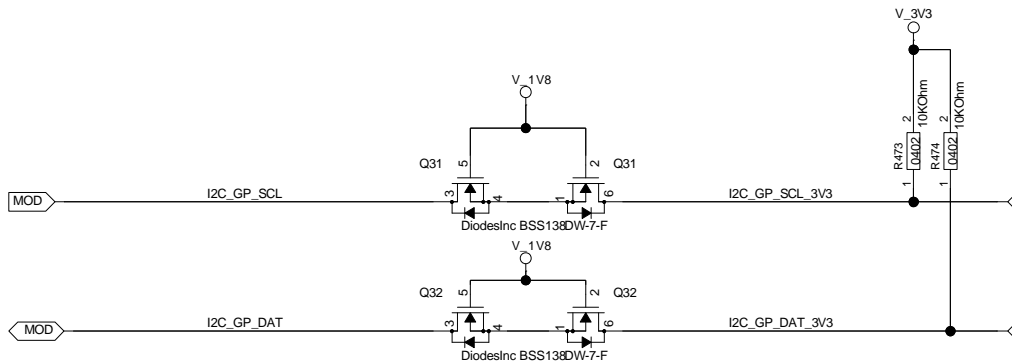 V_3V3
2
10KOhm
2
10KOhm
R473
0402
R474
0402
1
1
V_1V8
Q31
5
2
Q31
MOD
I2C_GP_SCL
3
4
1
6
I2C_GP_SCL_3V3
DiodesInc BSS138DW-7-F
V_1V8
Q32
5
2
Q32
MOD
I2C_GP_DAT
3
4
1
6
I2C_GP_DAT_3V3
DiodesInc BSS138DW-7-F